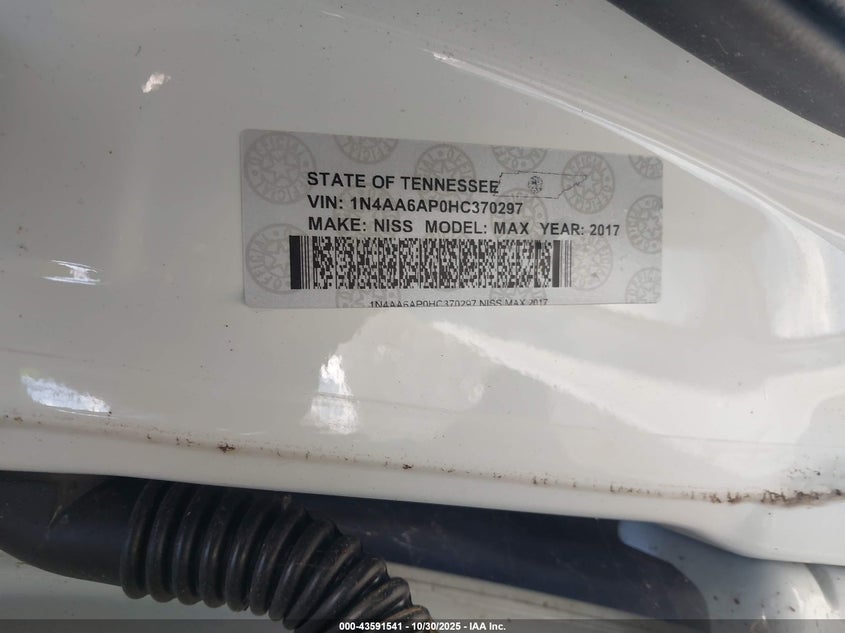 STATE OF TENNESSEE
VIN: 1N4AA6AP0HC370297
MAKE: NISS MODEL: MAX YEAR: 2017
1N4AA6AP0HC370297 NISS MAX 2017
000-43591541 - 10/30/2025 - IAA Inc.